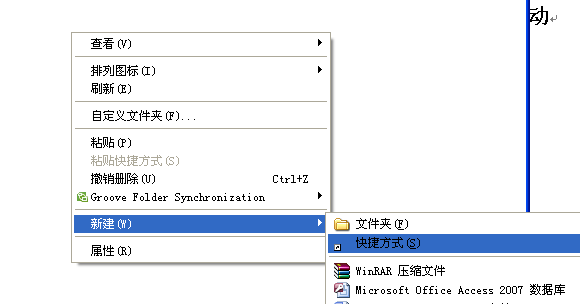 动
查看(V)
排列图标(I)
刷新(E)
自定义文件夹(F)...
粘贴(P)
粘贴快捷方式(S)
撤销删除(U) Ctrl+Z
Groove Folder Synchronization
新建(W)
属性(R)
文件夹(F)
快捷方式(S)
WinRAR 压缩文件
Microsoft Office Access 2007 数据库